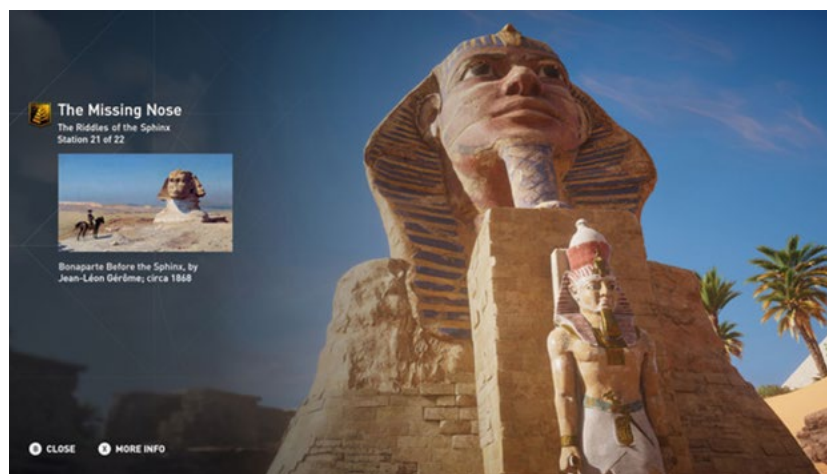 The Missing Nose
The Riddles of the Sphinx
Station 21 of 22
Bonaparte Before the Sphinx, by
Jean-Léon Gérôme; circa 1868
B CLOSE
X MORE INFO